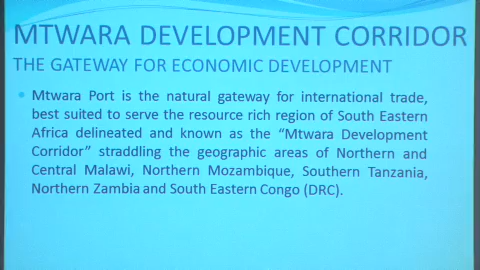 MTWARA DEVELOPMENT CORRIDOR
THE GATEWAY FOR ECONOMIC DEVELOPMENT
Mtwara Port is the natural gateway for international trade,
best suited to serve the resource rich region of South Eastern
Africa delineated and known as the “Mtwara Development
Corridor” straddling the geographic areas of Northern and
Central Malawi, Northern Mozambique, Southern Tanzania,
Northern Zambia and South Eastern Congo (DRC).